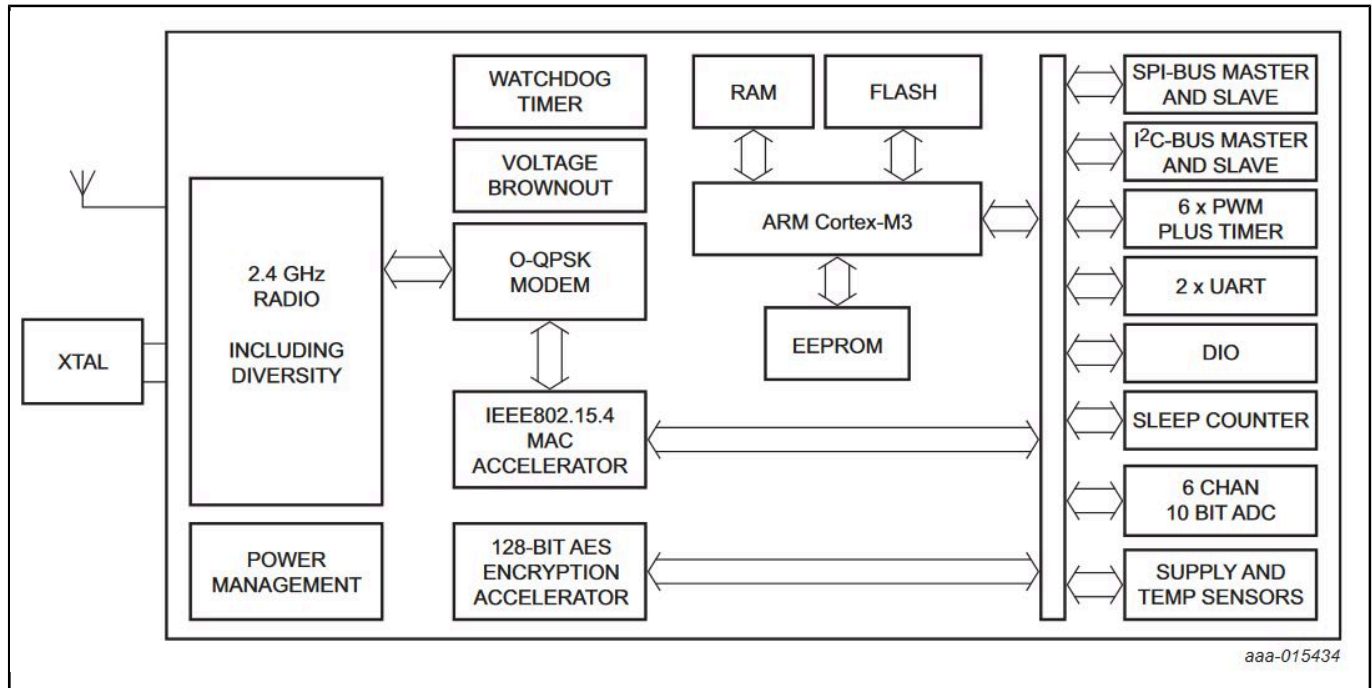 WATCHDOG
TIMER
VOLTAGE
BROWNOUT
2.4 GHz
RADIO
INCLUDING
DIVERSITY
O-QPSK
MODEM
XTAL
IEEE802.15.4
MAC
ACCELERATOR
POWER
MANAGEMENT
128-BIT AES
ENCRYPTION
ACCELERATOR
RAM
FLASH
ARM Cortex-M3
EEPROM
SPI-BUS MASTER
AND SLAVE
I²C-BUS MASTER
AND SLAVE
6 x PWM
PLUS TIMER
2 x UART
DIO
SLEEP COUNTER
6 CHAN
10 BIT ADC
SUPPLY AND
TEMP SENSORS
aaa-015434